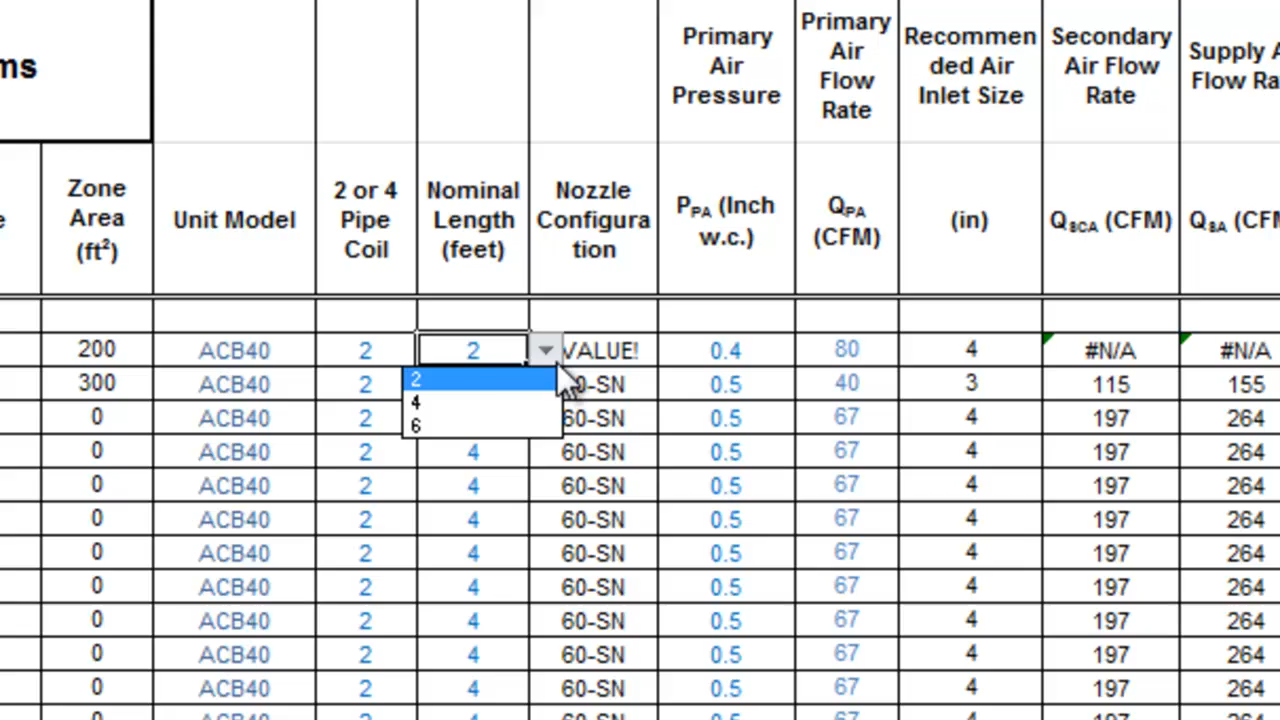 ms
Primary Air Pressure
Primary Air Flow Rate
Recommen ded Air Inlet Size
Secondary Air Flow Rate
Supply A Flow Ra
e
Zone Area (ft²)
Unit Model
2 or 4 Pipe Coil
Nominal Length (feet)
Nozzle Configura tion
PPA (Inch w.c.)
QPA (CFM)
(in)
QSCA (CFM)
QSA (CFM
200 ACB40 2 2 VALUE! 0.4 80 4 #N/A #N/A
300 ACB40 2 2 0-SN 0.5 40 3 115 155
0 ACB40 2 4 60-SN 0.5 67 4 197 264
6
0 ACB40 2 4 60-SN 0.5 67 4 197 264
0 ACB40 2 4 60-SN 0.5 67 4 197 264
0 ACB40 2 4 60-SN 0.5 67 4 197 264
0 ACB40 2 4 60-SN 0.5 67 4 197 264
0 ACB40 2 4 60-SN 0.5 67 4 197 264
0 ACB40 2 4 60-SN 0.5 67 4 197 264
0 ACB40 2 4 60-SN 0.5 67 4 197 264
0 ACB40 2 4 60-SN 0.5 67 4 197 264